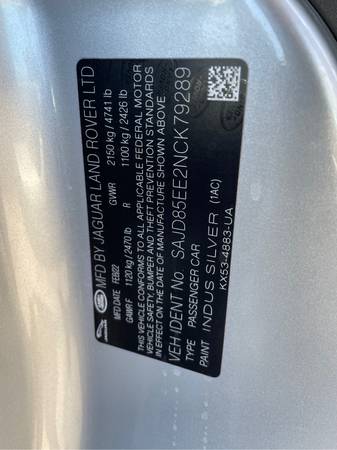 MFD BY JAGUAR LAND ROVER LTD
GVWR 2150 kg / 4741 lb
MFD DATE FEB/22
GAWR F 1120 kg / 2470 lb R 1100 kg / 2426 lb
THIS VEHICLE CONFORMS TO ALL APPLICABLE FEDERAL MOTOR
VEHICLE SAFETY, BUMPER AND THEFT PREVENTION STANDARDS
IN EFFECT ON THE DATE OF MANUFACTURE SHOWN ABOVE
VEH IDENT No SAJD85EE2NCK79289
TYPE PASSENGER CAR
PAINT INDUS SILVER (1AC)
KX53-4883-UA